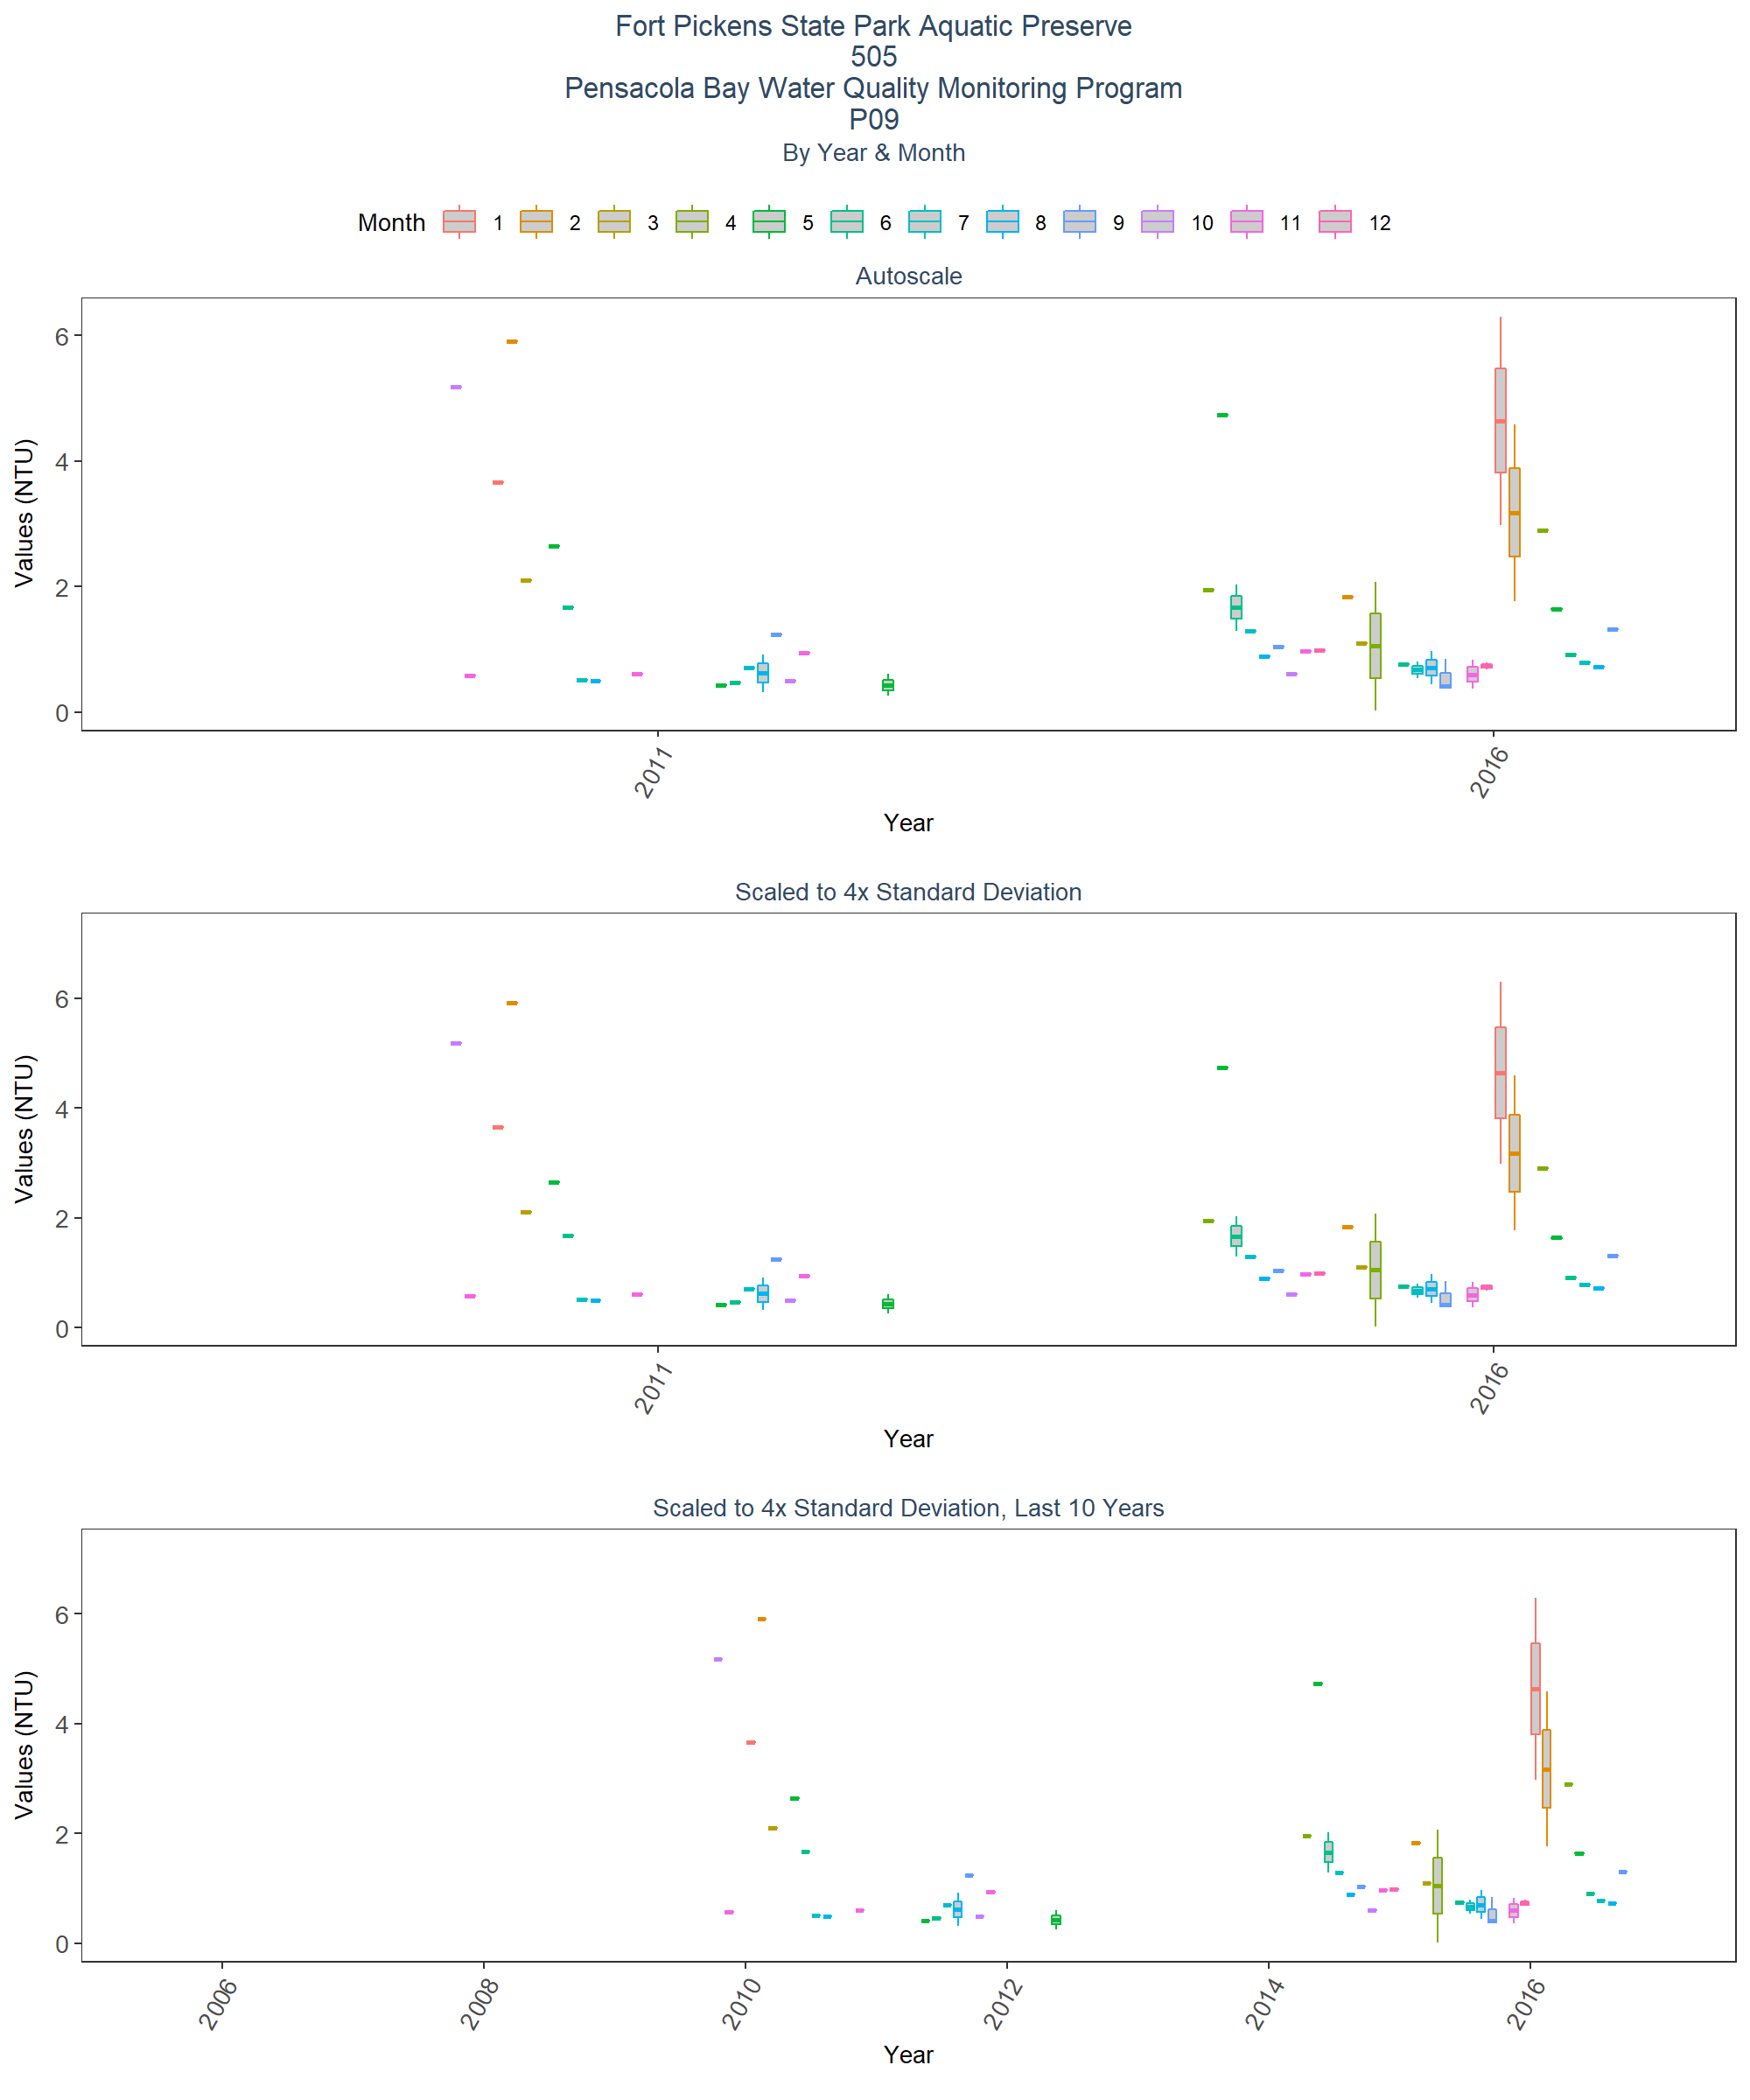 Fort Pickens State Park Aquatic Preserve
505
Pensacola Bay Water Quality Monitoring Program
P09
By Year & Month
Month 1 2 3 4 5 6 7 8 9 10 11 12
Autoscale
Values (NTU)
6
4
2
0
2011 2016
Year
Scaled to 4x Standard Deviation
Values (NTU)
6
4
2
0
2011 2016
Year
Scaled to 4x Standard Deviation, Last 10 Years
Values (NTU)
6
4
2
0
2006 2008 2010 2012 2014 2016
Year